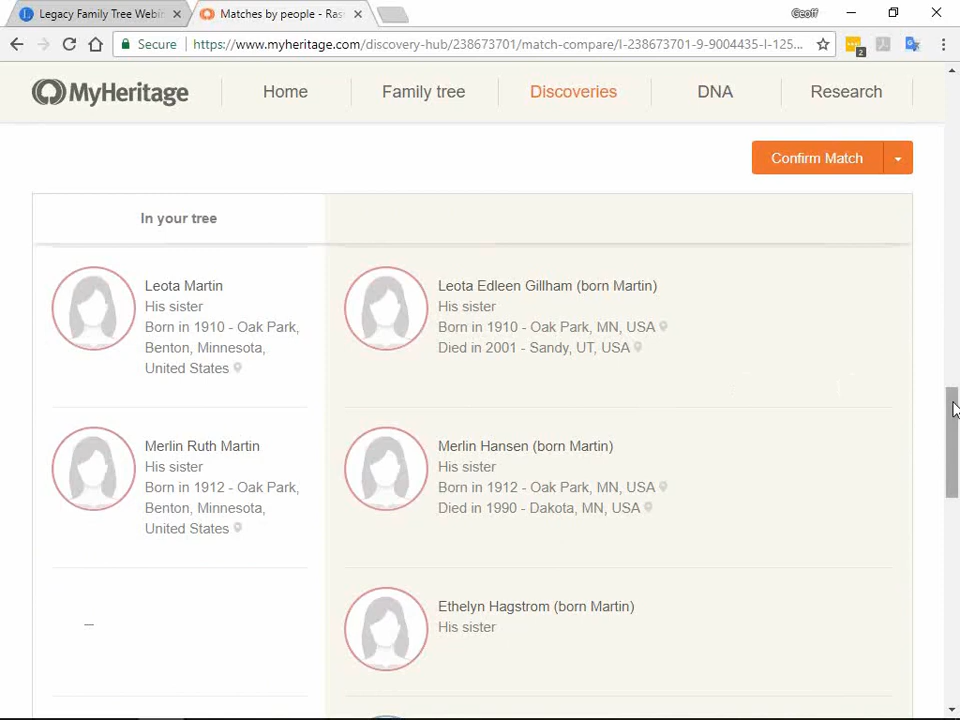 Legacy Family Tree Webin
Matches by people - Ras
Geoff
Secure
https://www.myheritage.com/discovery-hub/238673701/match-compare/I-238673701-9-9004435-I-125...
2
MyHeritage
Home
Family tree
Discoveries
DNA
Research
Confirm Match
In your tree
Leota Martin
His sister
Born in 1910 - Oak Park,
Benton, Minnesota,
United States
Leota Edleen Gillham (born Martin)
His sister
Born in 1910 - Oak Park, MN, USA
Died in 2001 - Sandy, UT, USA
Merlin Ruth Martin
His sister
Born in 1912 - Oak Park,
Benton, Minnesota,
United States
Merlin Hansen (born Martin)
His sister
Born in 1912 - Oak Park, MN, USA
Died in 1990 - Dakota, MN, USA
–
Ethelyn Hagstrom (born Martin)
His sister